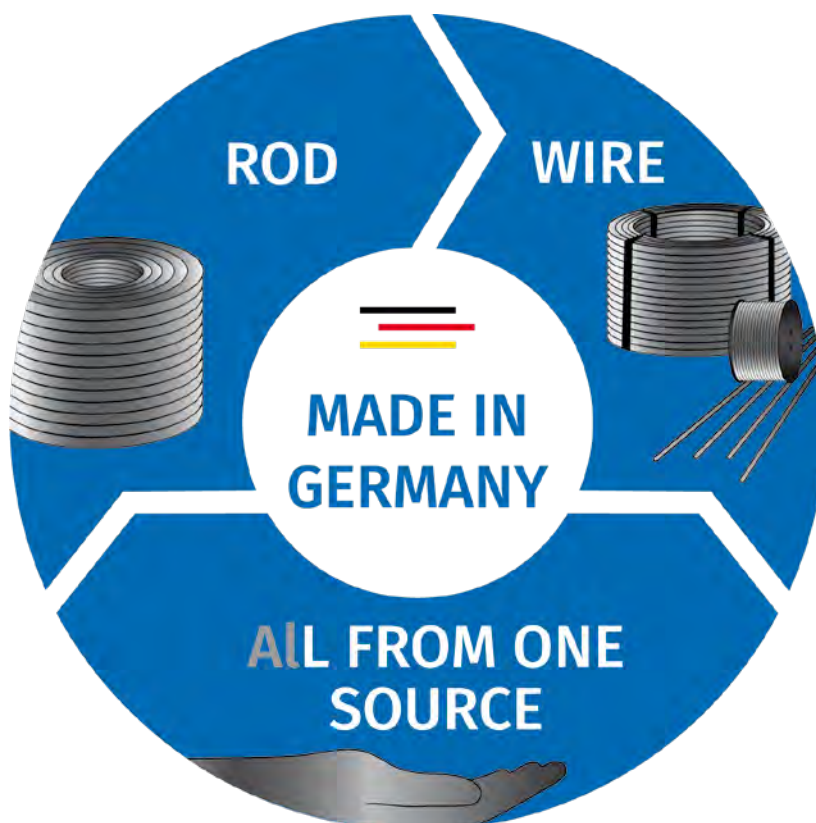 ROD
WIRE
MADE IN
GERMANY
AlL FROM ONE
SOURCE